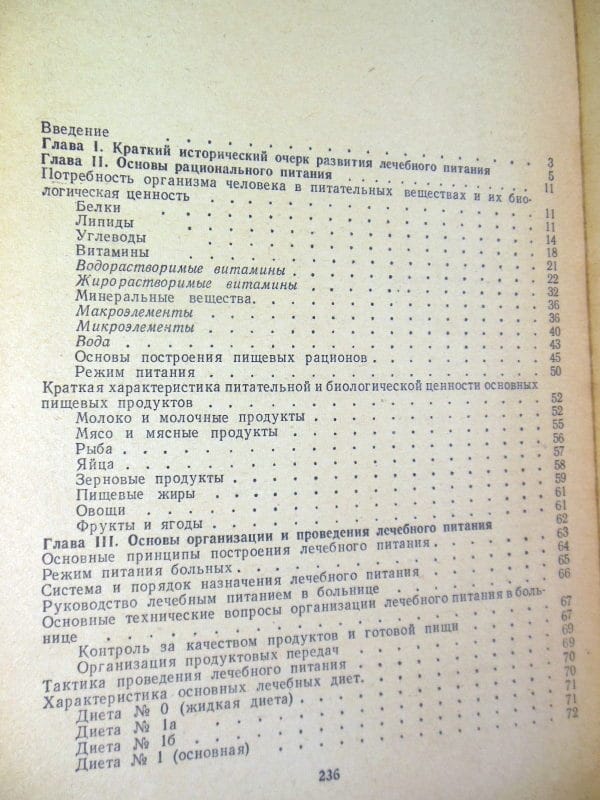 Введение . . . . . . . . . . 3
Глава I. Краткий исторический очерк развития лечебного питания 5
Глава II. Основы рационального питания . . . . . . . 11
Потребность организма человека в питательных веществах и их био-
логическая ценность . . . . . . . . . 11
Белки . . . . . . . . . . 11
Липиды . . . . . . . . . . 14
Углеводы . . . . . . . . . . 18
Витамины . . . . . . . . . . 21
Водорастворимые витамины . . . . . . . 22
Жирорастворимые витамины . . . . . . . 32
Минеральные вещества . . . . . . . . 36
Макроэлементы . . . . . . . . . 36
Микроэлементы . . . . . . . . . 40
Вода . . . . . . . . . . 43
Основы построения пищевых рационов . . . . . 45
Режим питания . . . . . . . . . 50
Краткая характеристика питательной и биологической ценности основных
пищевых продуктов . . . . . . . . . 52
Молоко и молочные продукты . . . . . . . 52
Мясо и мясные продукты . . . . . . . 55
Рыба . . . . . . . . . . 56
Яйца . . . . . . . . . . 57
Зерновые продукты . . . . . . . . 58
Пищевые жиры . . . . . . . . . 59
Овощи . . . . . . . . . . 61
Фрукты и ягоды . . . . . . . . . 61
Глава III. Основы организации и проведения лечебного питания 62
Основные принципы построения лечебного питания . . . . 63
Режим питания больных . . . . . . . . 64
Система и порядок назначения лечебного питания . . . . 65
Руководство лечебным питанием в больнице . . . . . 66
Основные технические вопросы организации лечебного питания в боль-
нице . . . . . . . . . . 67
Контроль за качеством продуктов и готовой пищи . . . 67
Организация продуктовых передач . . . . . . 69
Тактика проведения лечебного питания . . . . . . 69
Характеристика основных лечебных диет . . . . . . 70
Диета № 0 (жидкая диета) . . . . . . . 70
Диета № 1а . . . . . . . . . 71
Диета № 1б . . . . . . . . . 71
Диета № 1 (основная) . . . . . . . . 72
236